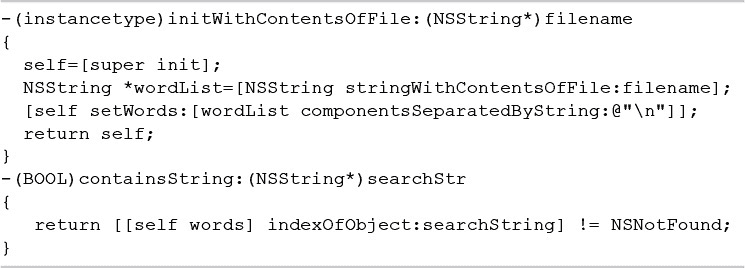 -(instancetype)initWithContentsOfFile:(NSString*)filename
{
  self=[super init];
  NSString *wordList=[NSString stringWithContentsOfFile:filename];
  [self setWords:[wordList componentsSeparatedByString:@"\n"]];
  return self;
}
-(BOOL)containsString:(NSString*)searchStr
{
   return [[self words] indexOfObject:searchString] != NSNotFound;
}